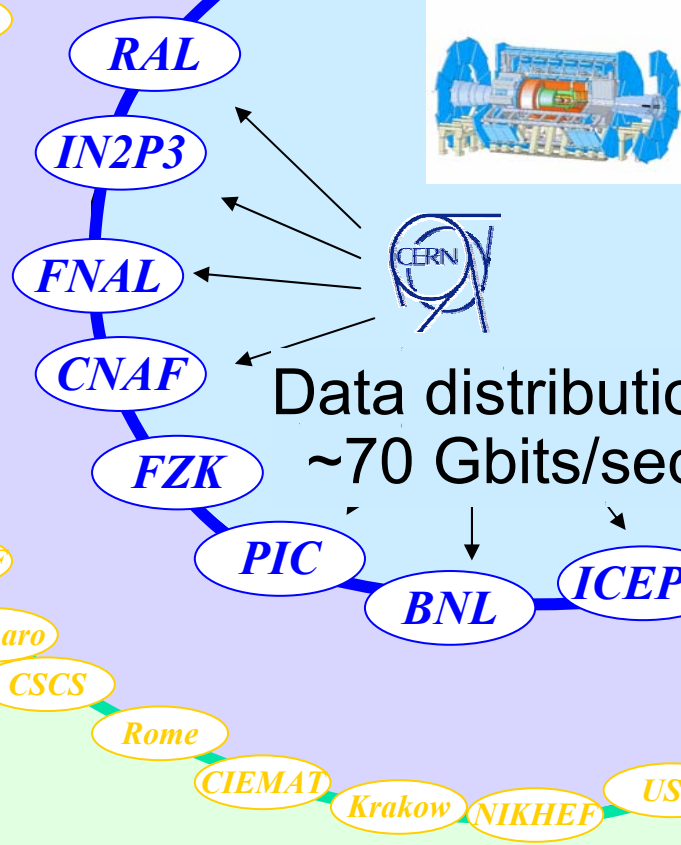 RAL
IN2P3
CERN
FNAL
CNAF
Data distributio
~70 Gbits/sec
FZK
PIC
ICEP
BNL
aro
CSCS
Rome
CIEMAT
US
Krakow
NIKHEF